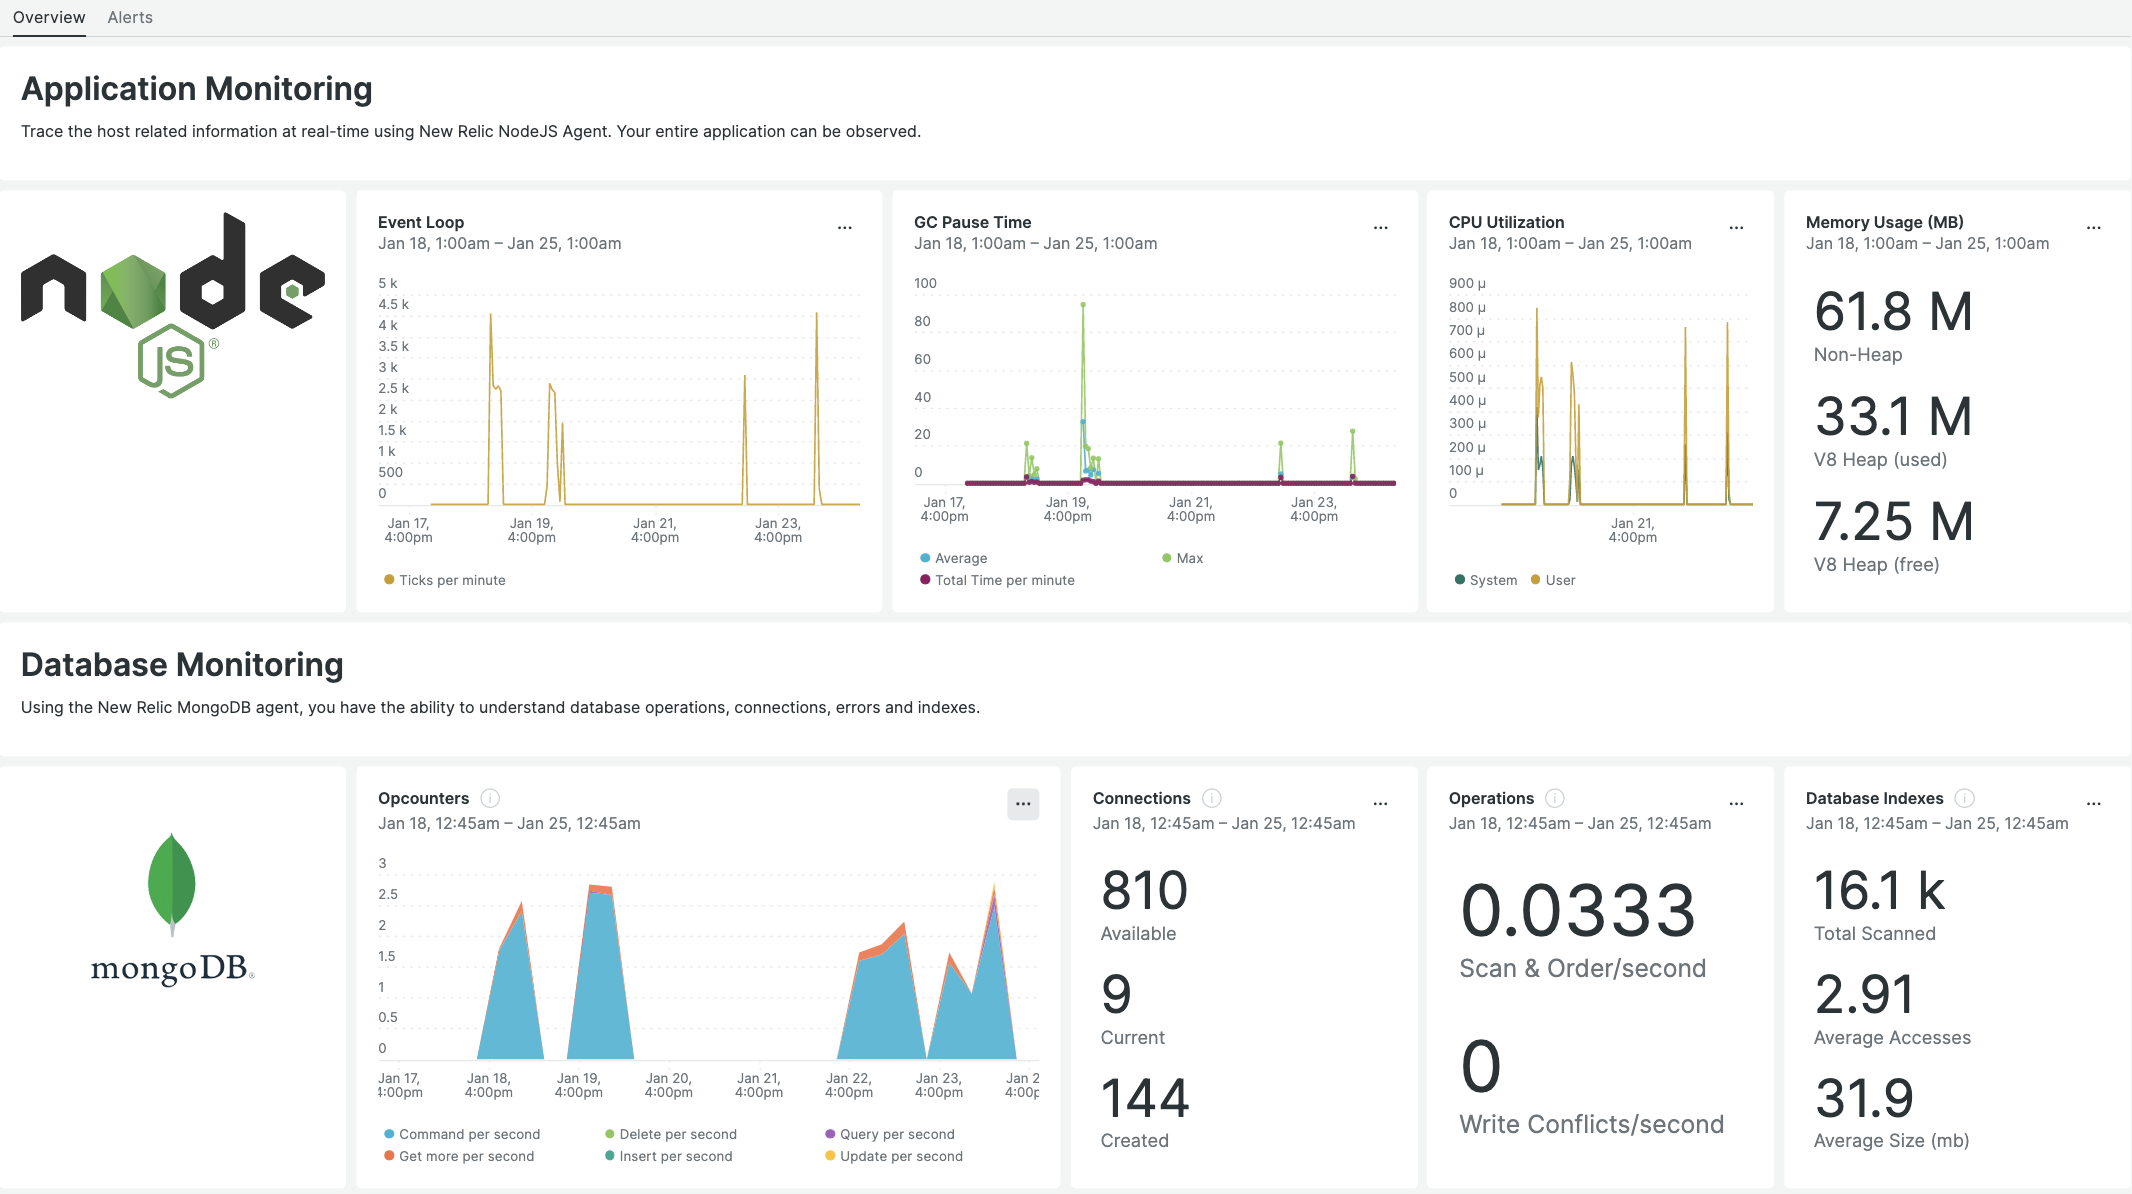 Overview Alerts
Application Monitoring
Trace the host related information at real-time using New Relic NodeJS Agent. Your entire application can be observed.
node
JS®
Event Loop
Jan 18, 1:00am – Jan 25, 1:00am
5 k
4.5 k
4 k
3.5 k
3 k
2.5 k
2 k
1.5 k
1 k
500
0
Jan 17, Jan 19, Jan 21, Jan 23,
4:00pm 4:00pm 4:00pm 4:00pm
Ticks per minute
GC Pause Time
Jan 18, 1:00am – Jan 25, 1:00am
100
80
60
40
20
0
Jan 17, Jan 19, Jan 21, Jan 23,
4:00pm 4:00pm 4:00pm 4:00pm
Average Max
Total Time per minute
CPU Utilization
Jan 18, 1:00am – Jan 25, 1:00am
900 µ
800 µ
700 µ
600 µ
500 µ
400 µ
300 µ
200 µ
100 µ
0
Jan 21,
4:00pm
System User
Memory Usage (MB)
Jan 18, 1:00am – Jan 25, 1:00am
61.8 M
Non-Heap
33.1 M
V8 Heap (used)
7.25 M
V8 Heap (free)
Database Monitoring
Using the New Relic MongoDB agent, you have the ability to understand database operations, connections, errors and indexes.
mongoDB®
Opcounters
Jan 18, 12:45am – Jan 25, 12:45am
3
2.5
2
1.5
1
0.5
0
Jan 17, Jan 18, Jan 19, Jan 20, Jan 21, Jan 22, Jan 23, Jan 2
4:00pm 4:00pm 4:00pm 4:00pm 4:00pm 4:00pm 4:00pm 4:00p
Command per second Delete per second Query per second
Get more per second Insert per second Update per second
Connections
Jan 18, 12:45am – Jan 25, 12:45am
810
Available
9
Current
144
Created
Operations
Jan 18, 12:45am – Jan 25, 12:45am
0.0333
Scan & Order/second
0
Write Conflicts/second
Database Indexes
Jan 18, 12:45am – Jan 25, 12:45am
16.1 k
Total Scanned
2.91
Average Accesses
31.9
Average Size (mb)